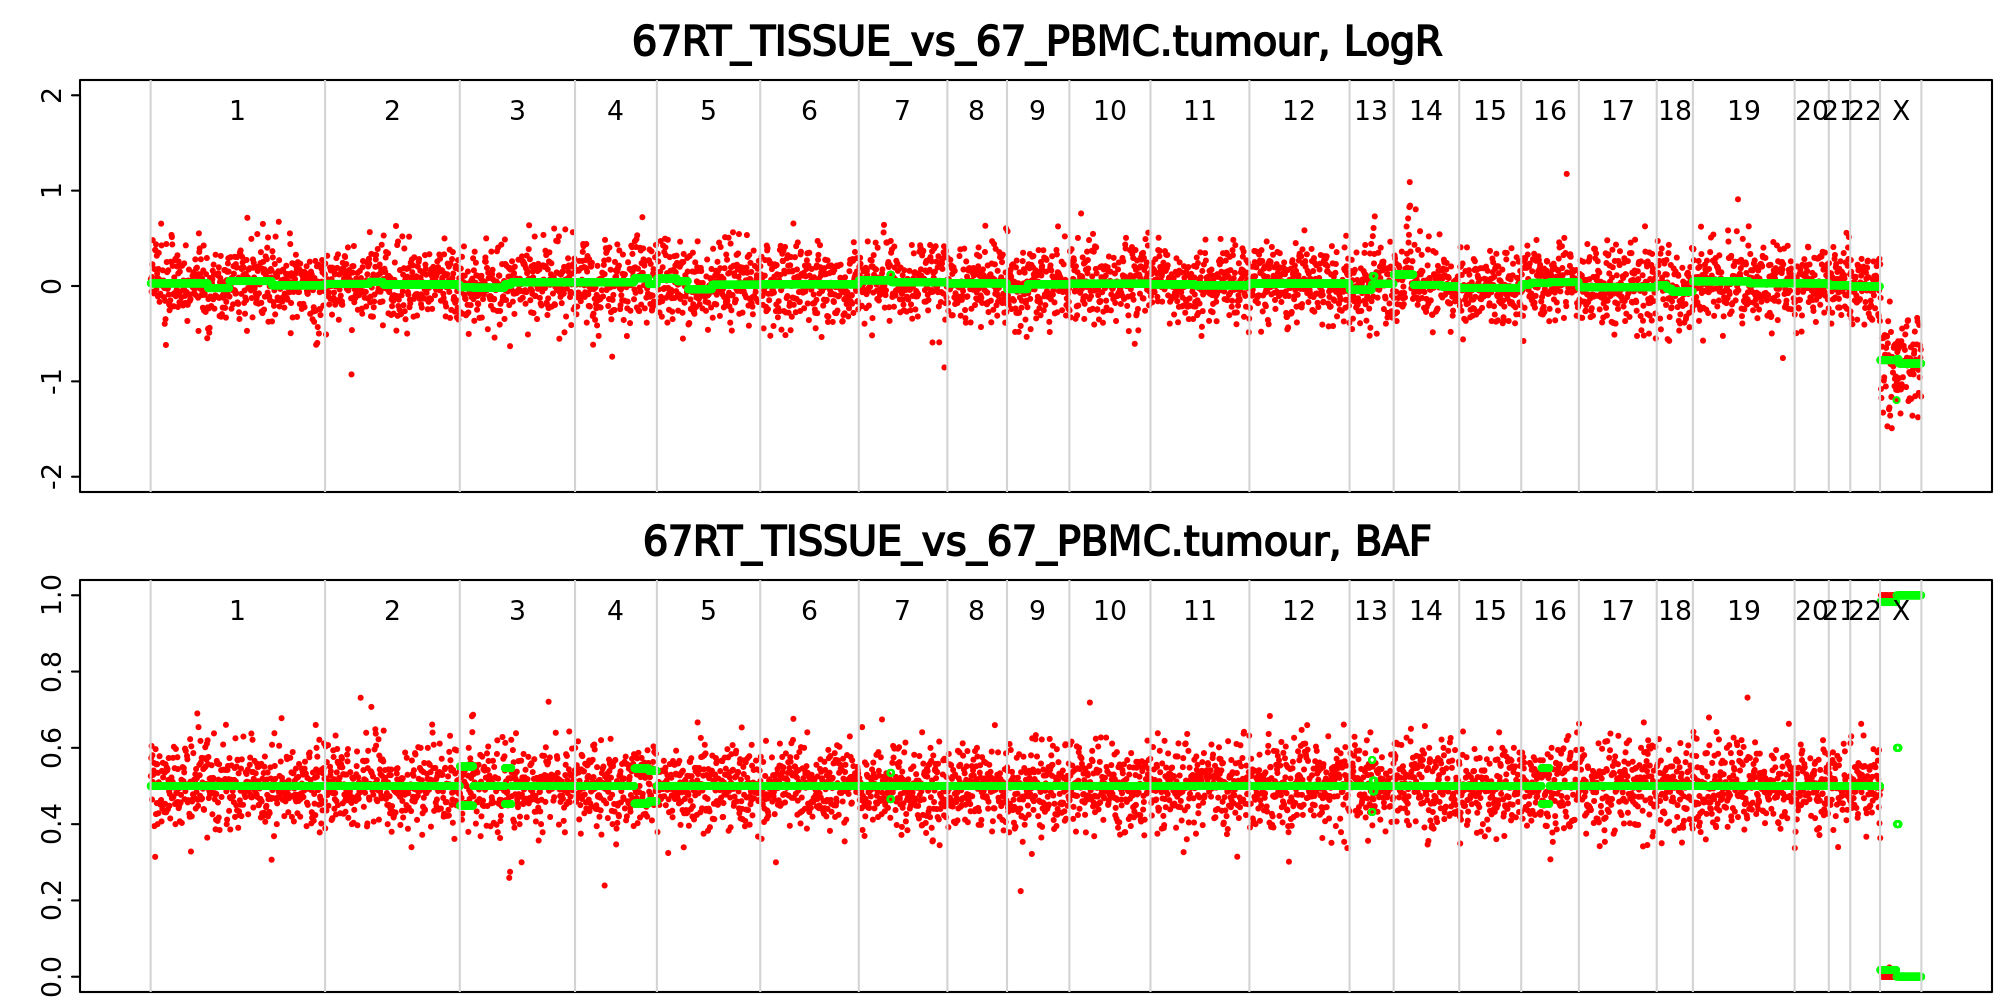 67RT_TISSUE_vs_67_PBMC.tumour, LogR
2
1
0
-1
-2
1 2 3 4 5 6 7 8 9 10 11 12 13 14 15 16 17 18 19 20 21 22 X
67RT_TISSUE_vs_67_PBMC.tumour, BAF
1.0
0.8
0.6
0.4
0.2
0.0
1 2 3 4 5 6 7 8 9 10 11 12 13 14 15 16 17 18 19 20 21 22 X